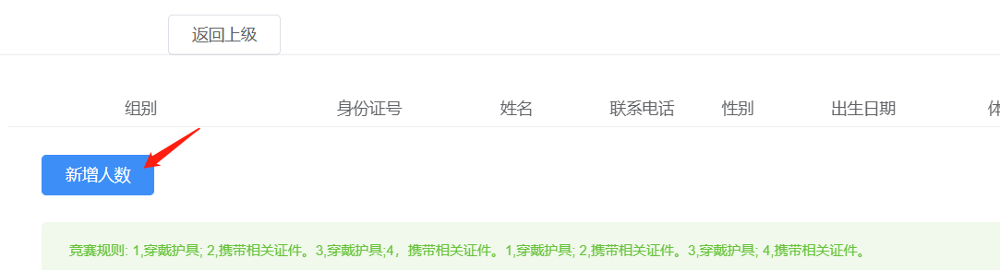 返回上级
组别 身份证号 姓名 联系电话 性别 出生日期
新增人数
竞赛规则: 1,穿戴护具; 2,携带相关证件。3,穿戴护具;4，携带相关证件。1,穿戴护具; 2,携带相关证件。3,穿戴护具; 4,携带相关证件。